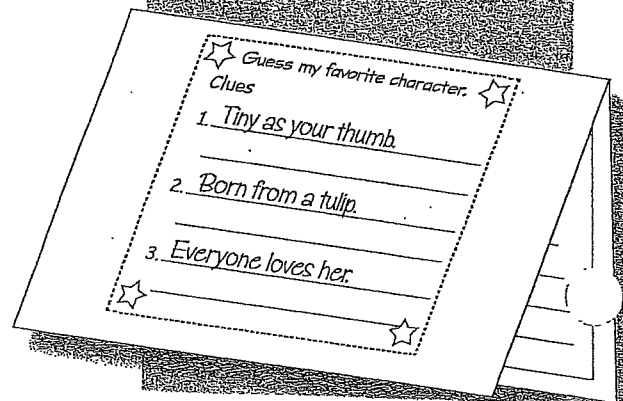 Guess my favorite character.
Clues
1. Tiny as your thumb.
2. Born from a tulip.
3. Everyone loves her.